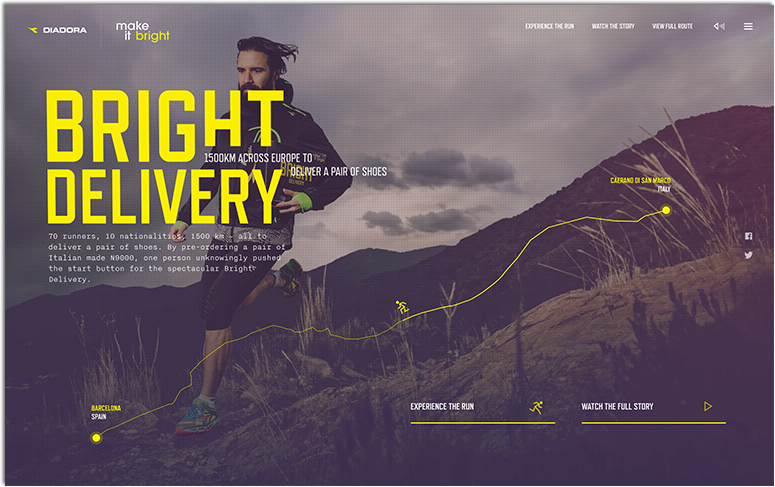 DIADORA
make
it bright
EXPERIENCE THE RUN
WATCH THE STORY
VIEW FULL ROUTE
BRIGHT
1500KM ACROSS EUROPE TO
DELIVER A PAIR OF SHOES
DELIVERY
70 runners, 10 nationalities, 1500 km – all to
deliver a pair of shoes. By pre-ordering a pair of
Italian made N9000, one person unknowingly pushed
the start button for the spectacular Bright
Delivery.
CAERANO DI SAN MARCO
ITALY
BARCELONA
SPAIN
EXPERIENCE THE RUN
WATCH THE FULL STORY